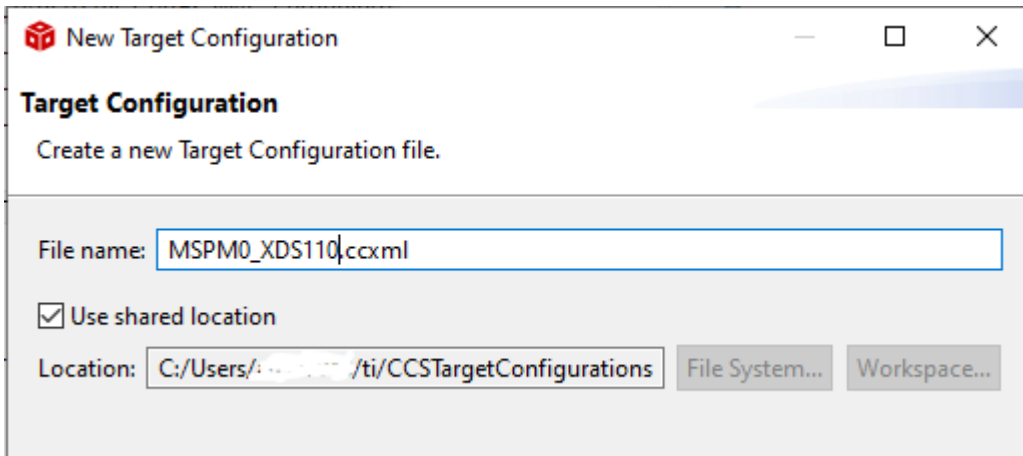 New Target Configuration
Target Configuration
Create a new Target Configuration file.
File name: MSPM0_XDS110.ccxml
Use shared location
Location: C:/Users/ /ti/CCSTargetConfigurations File System... Workspace...